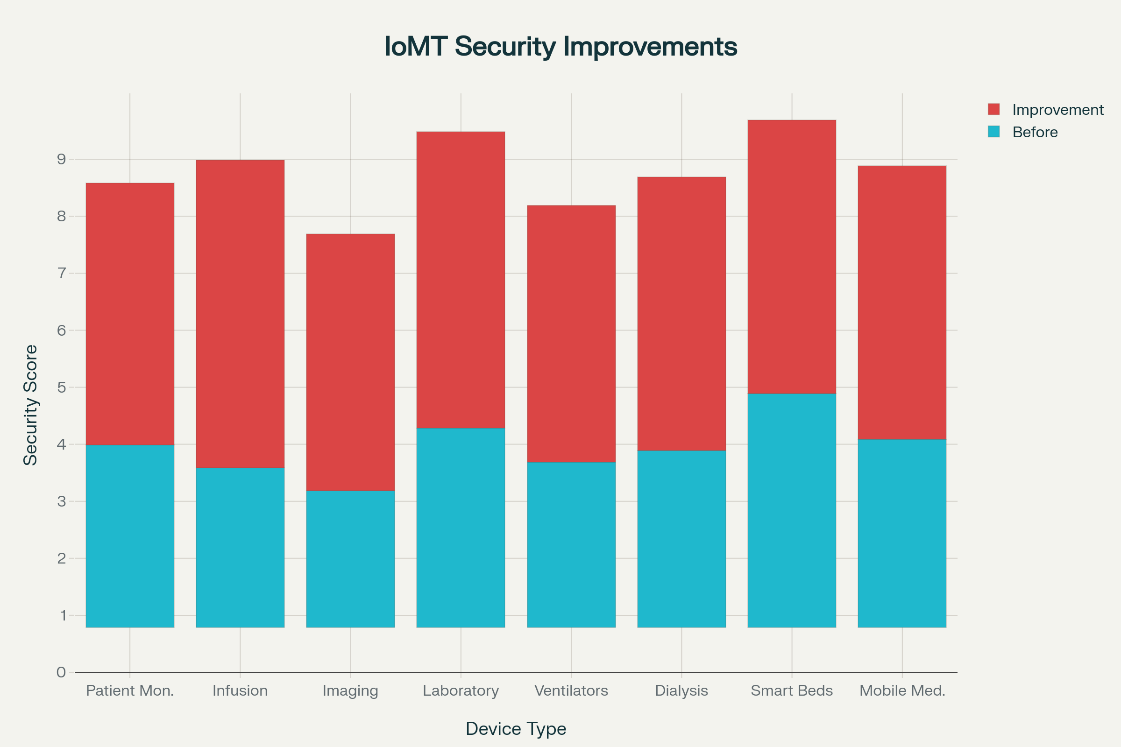 IoMT Security Improvements
Improvement
Before
Security Score
9
8
7
6
5
4
3
2
1
0
Patient Mon. Infusion Imaging Laboratory Ventilators Dialysis Smart Beds Mobile Med.
Device Type